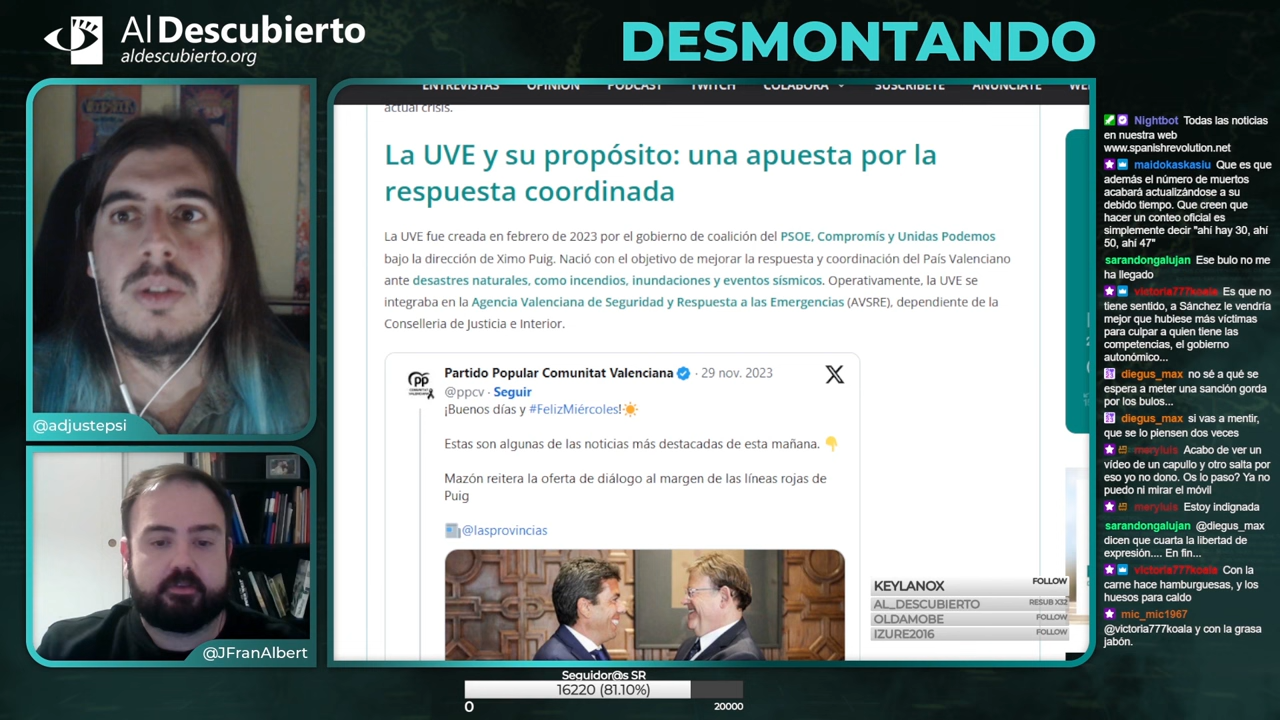 Al Descubierto
aldescubierto.org
DESMONTANDO
@adjustepsi
@JFranAlbert
ENTREVISTAS OPINIÓN PODCAST TWITCH COLABORA SUSCRÍBETE ANÚNCIATE
actual crisis.
La UVE y su propósito: una apuesta por la
respuesta coordinada
La UVE fue creada en febrero de 2023 por el gobierno de coalición del PSOE, Compromís y Unidas Podemos
bajo la dirección de Ximo Puig. Nació con el objetivo de mejorar la respuesta y coordinación del País Valenciano
ante desastres naturales, como incendios, inundaciones y eventos sísmicos. Operativamente, la UVE se
integraba en la Agencia Valenciana de Seguridad y Respuesta a las Emergencias (AVSRE), dependiente de la
Conselleria de Justicia e Interior.
Partido Popular Comunitat Valenciana · 29 nov. 2023
@ppcv · Seguir
¡Buenos días y #FelizMiércoles!☀️
Estas son algunas de las noticias más destacadas de esta mañana. 👇
Mazón reitera la oferta de diálogo al margen de las líneas rojas de
Puig
@lasprovincias
KEYLANOX FOLLOW
AL_DESCUBIERTO RESUB X32
OLDAMOBE FOLLOW
IZURE2016 FOLLOW
Nightbot Todas las noticias
en nuestra web
www.spanishrevolution.net
maidokaskasiu Que es que
además el número de muertos
acabará actualizándose a su
debido tiempo. Que creen que
hacer un conteo oficial es
simplemente decir "ahí hay 30, ahí
50, ahí 47"
sarandongalujan Ese bulo no me
ha llegado
victoria777koala Es que no
tiene sentido, a Sánchez le vendría
mejor que hubiese más víctimas
para culpar a quien tiene las
competencias, el gobierno
autonómico...
diegus_max no sé a qué se
espera a meter una sanción gorda
por los bulos...
diegus_max si vas a mentir,
que se lo piensen dos veces
meryluis Acabo de ver un
vídeo de un capullo y otro salta por
eso yo no dono. Os lo paso? Ya no
puedo ni mirar el móvil
meryluis Estoy indignada
sarandongalujan @diegus_max
dicen que cuarta la libertad de
expresión.... En fin...
victoria777koala Con la
carne hace hamburguesas, y los
huesos para caldo
mic_mic1967
@victoria777koala y con la grasa
jabón.
Seguidor@s SR
16220 (81.10%)
0 20000